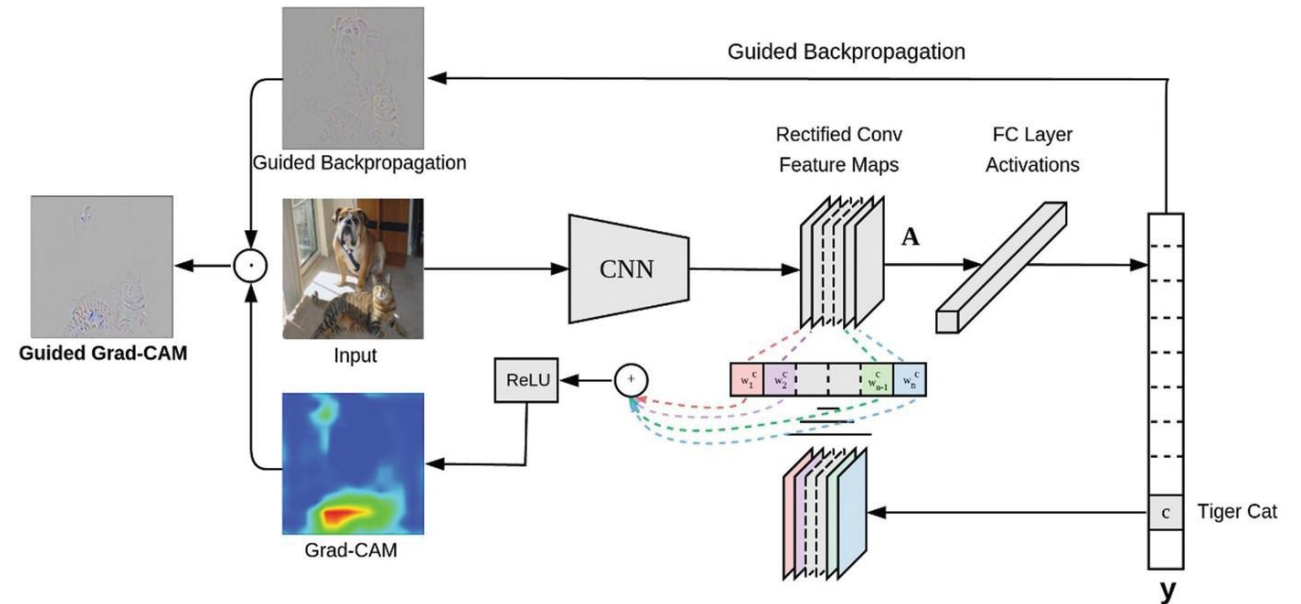 Guided Backpropagation
Rectified Conv
Feature Maps
FC Layer
Activations
Guided Backpropagation
A
CNN
Guided Grad-CAM
Input
ReLU
+
w₁ᶜ
w₂ᶜ
wₙ₋₁ᶜ
wₙᶜ
Grad-CAM
c
Tiger Cat
y